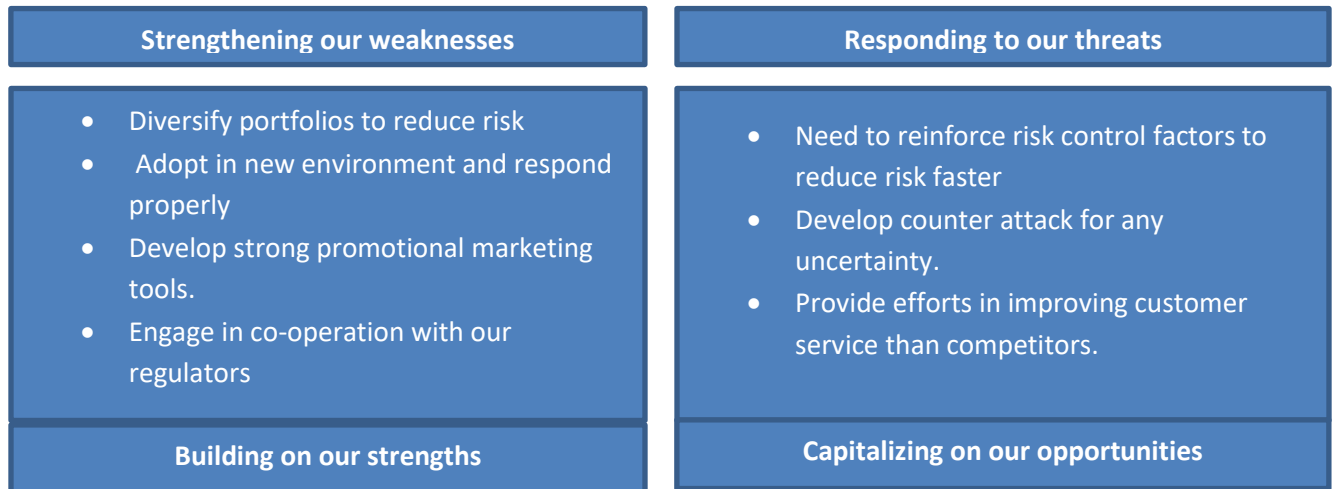 Strengthening our weaknesses
• Diversify portfolios to reduce risk
• Adopt in new environment and respond
properly
• Develop strong promotional marketing
tools.
• Engage in co-operation with our
regulators
Building on our strengths
Responding to our threats
• Need to reinforce risk control factors to
reduce risk faster
• Develop counter attack for any
uncertainty.
• Provide efforts in improving customer
service than competitors.
Capitalizing on our opportunities